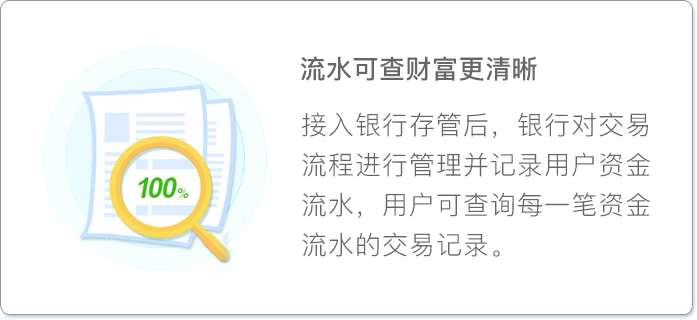 流水可查财富更清晰
接入银行存管后，银行对交易
流程进行管理并记录用户资金
流水，用户可查询每一笔资金
流水的交易记录。
100%